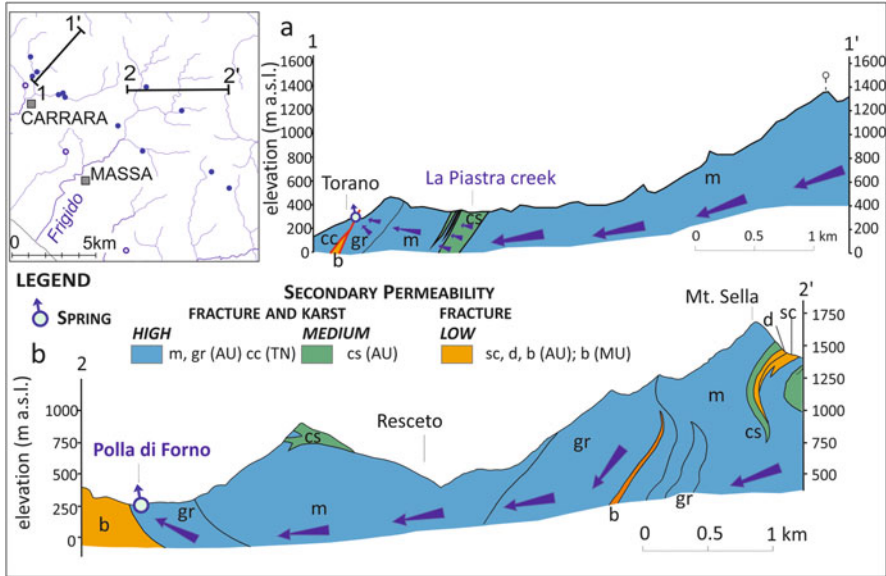 1'
2
2'
1
CARRARA
MASSA
Frigido
0 5km
a
1
1'
elevation (m a.s.l.)
1600
1400
1200
1000
800
600
400
200
0
1600
1400
1200
1000
800
600
400
200
0
Torano
La Piastra creek
m
cs
cc
gr
m
b
0 0.5 1 km
LEGEND
SPRING
SECONDARY PERMEABILITY
FRACTURE AND KARST FRACTURE
HIGH MEDIUM LOW
m, gr (AU) cc (TN) cs (AU) sc, d, b (AU); b (MU)
b
2
2'
Mt. Sella
d
sc
elevation (m a.s.l.)
1000
750
500
250
0
1750
1500
1250
1000
750
500
Resceto
Polla di Forno
cs
gr
m
cs
b
gr
m
b
gr
0 0.5 1 km